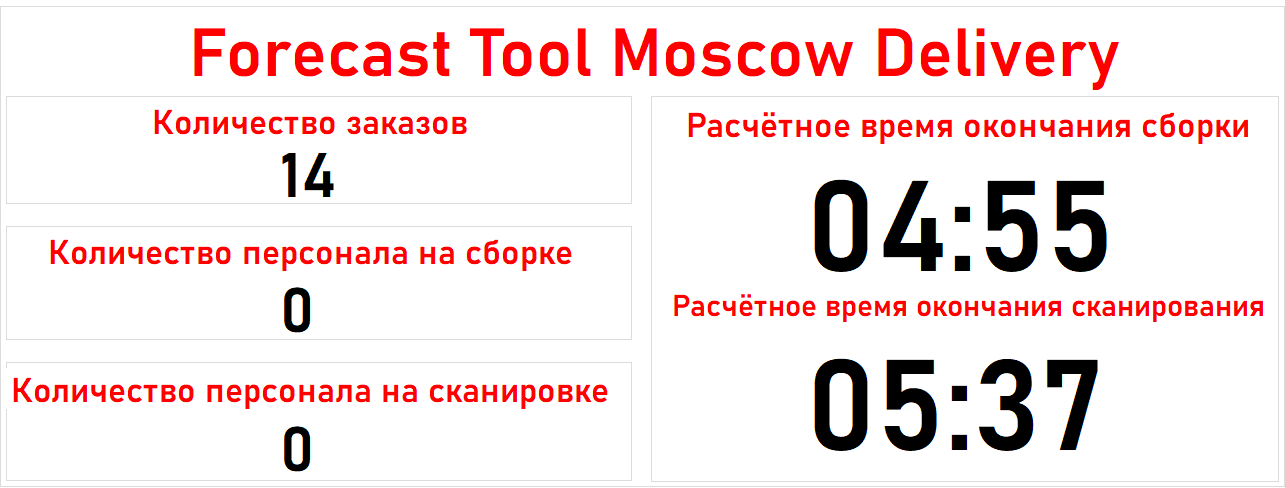 Forecast Tool Moscow Delivery
Количество заказов
14
Количество персонала на сборке
0
Количество персонала на сканировке
0
Расчётное время окончания сборки
04:55
Расчётное время окончания сканирования
05:37